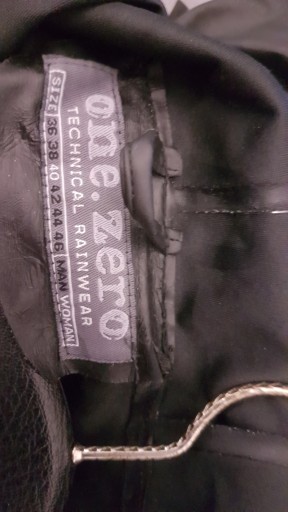 one.zero
TECHNICAL RAINWEAR
SIZE 36 38 40 42 44 46 MAN WOMAN